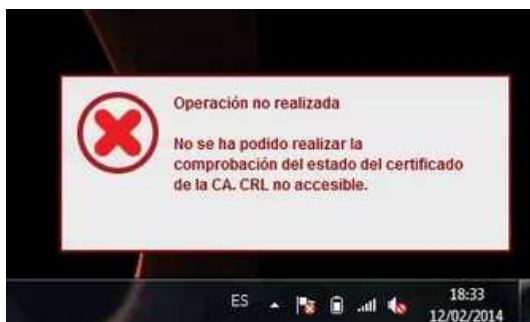 Operación no realizada
No se ha podido realizar la
comprobación del estado del certificado
de la CA. CRL no accesible.
ES
18:33
12/02/2014